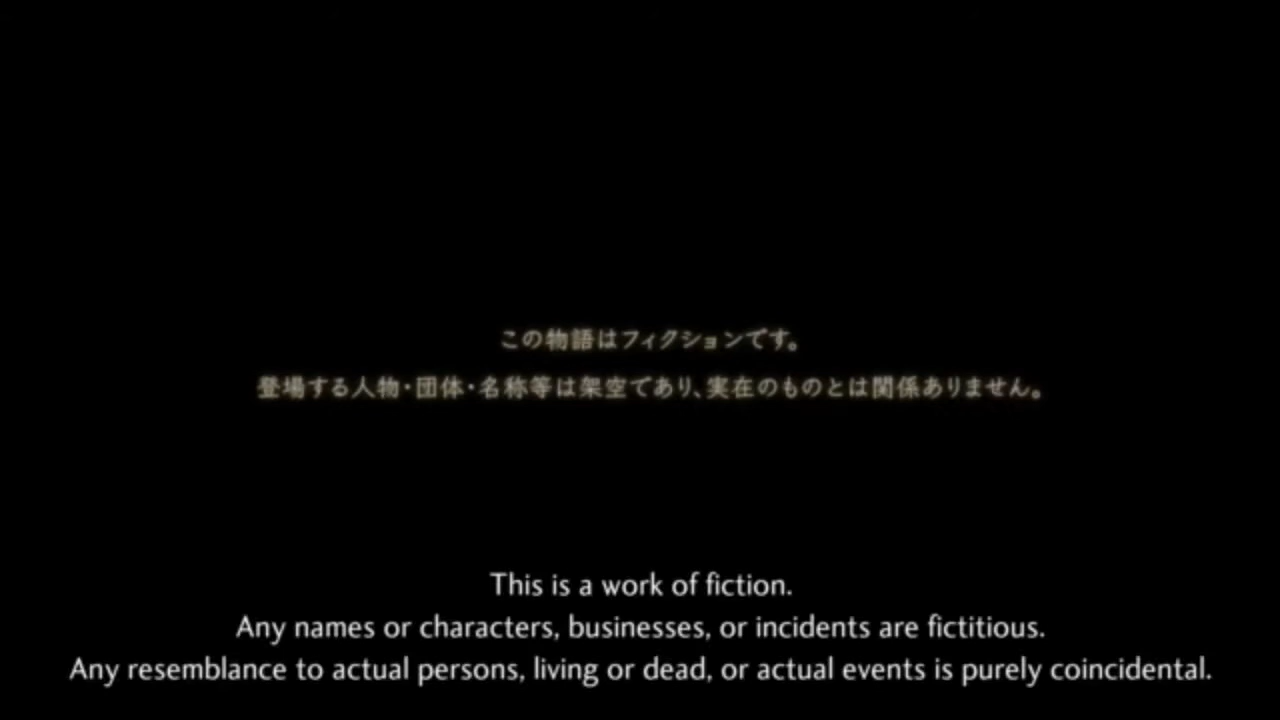 この物語はフィクションです。
登場する人物・団体・名称等は架空であり、実在のものとは関係ありません。
This is a work of fiction.
Any names or characters, businesses, or incidents are fictitious.
Any resemblance to actual persons, living or dead, or actual events is purely coincidental.